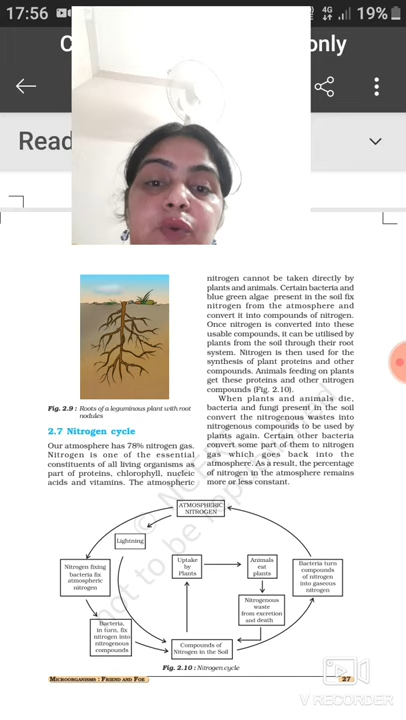 17:56
4G
19%
only
Read
nitrogen cannot be taken directly by
plants and animals. Certain bacteria and
blue green algae present in the soil fix
nitrogen from the atmosphere and
convert it into compounds of nitrogen.
Once nitrogen is converted into these
usable compounds, it can be utilised by
plants from the soil through their root
system. Nitrogen is then used for the
synthesis of plant proteins and other
compounds. Animals feeding on plants
get these proteins and other nitrogen
compounds (Fig. 2.10).
When plants and animals die,
bacteria and fungi present in the soil
convert the nitrogenous wastes into
nitrogenous compounds to be used by
plants again. Certain other bacteria
convert some part of them to nitrogen
gas which goes back into the
atmosphere. As a result, the percentage
of nitrogen in the atmosphere remains
more or less constant.
Fig. 2.9 : Roots of a leguminous plant with root
nodules
2.7 Nitrogen cycle
Our atmosphere has 78% nitrogen gas.
Nitrogen is one of the essential
constituents of all living organisms as
part of proteins, chlorophyll, nucleic
acids and vitamins. The atmospheric
ATMOSPHERIC
NITROGEN
Lightning
Nitrogen fixing
bacteria fix
atmospheric
nitrogen
Uptake
by
Plants
Animals
eat
plants
Bacteria turn
compounds
of nitrogen
into gaseous
nitrogen
Nitrogenous
waste
from excretion
and death
Bacteria,
in turn, fix
nitrogen into
nitrogenous
compounds
Compounds of
Nitrogen in the Soil
Fig. 2.10 : Nitrogen cycle
MICROORGANISMS : FRIEND AND FOE
27
not to be republished
V RECORDER